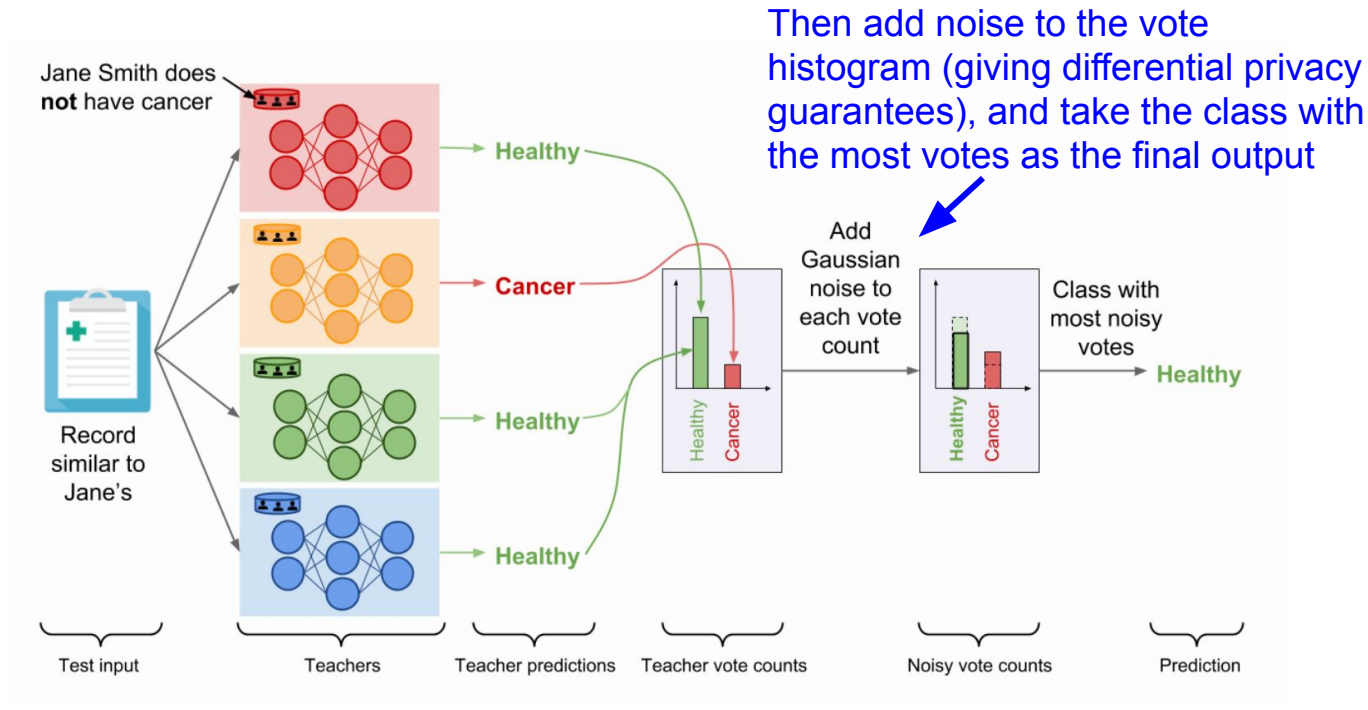 Then add noise to the vote
histogram (giving differential privacy
guarantees), and take the class with
the most votes as the final output
Jane Smith does
not have cancer
Record
similar to
Jane's
Healthy
Cancer
Healthy
Healthy
Healthy
Cancer
Add
Gaussian
noise to
each vote
count
Healthy
Cancer
Class with
most noisy
votes
Healthy
Test input
Teachers
Teacher predictions
Teacher vote counts
Noisy vote counts
Prediction